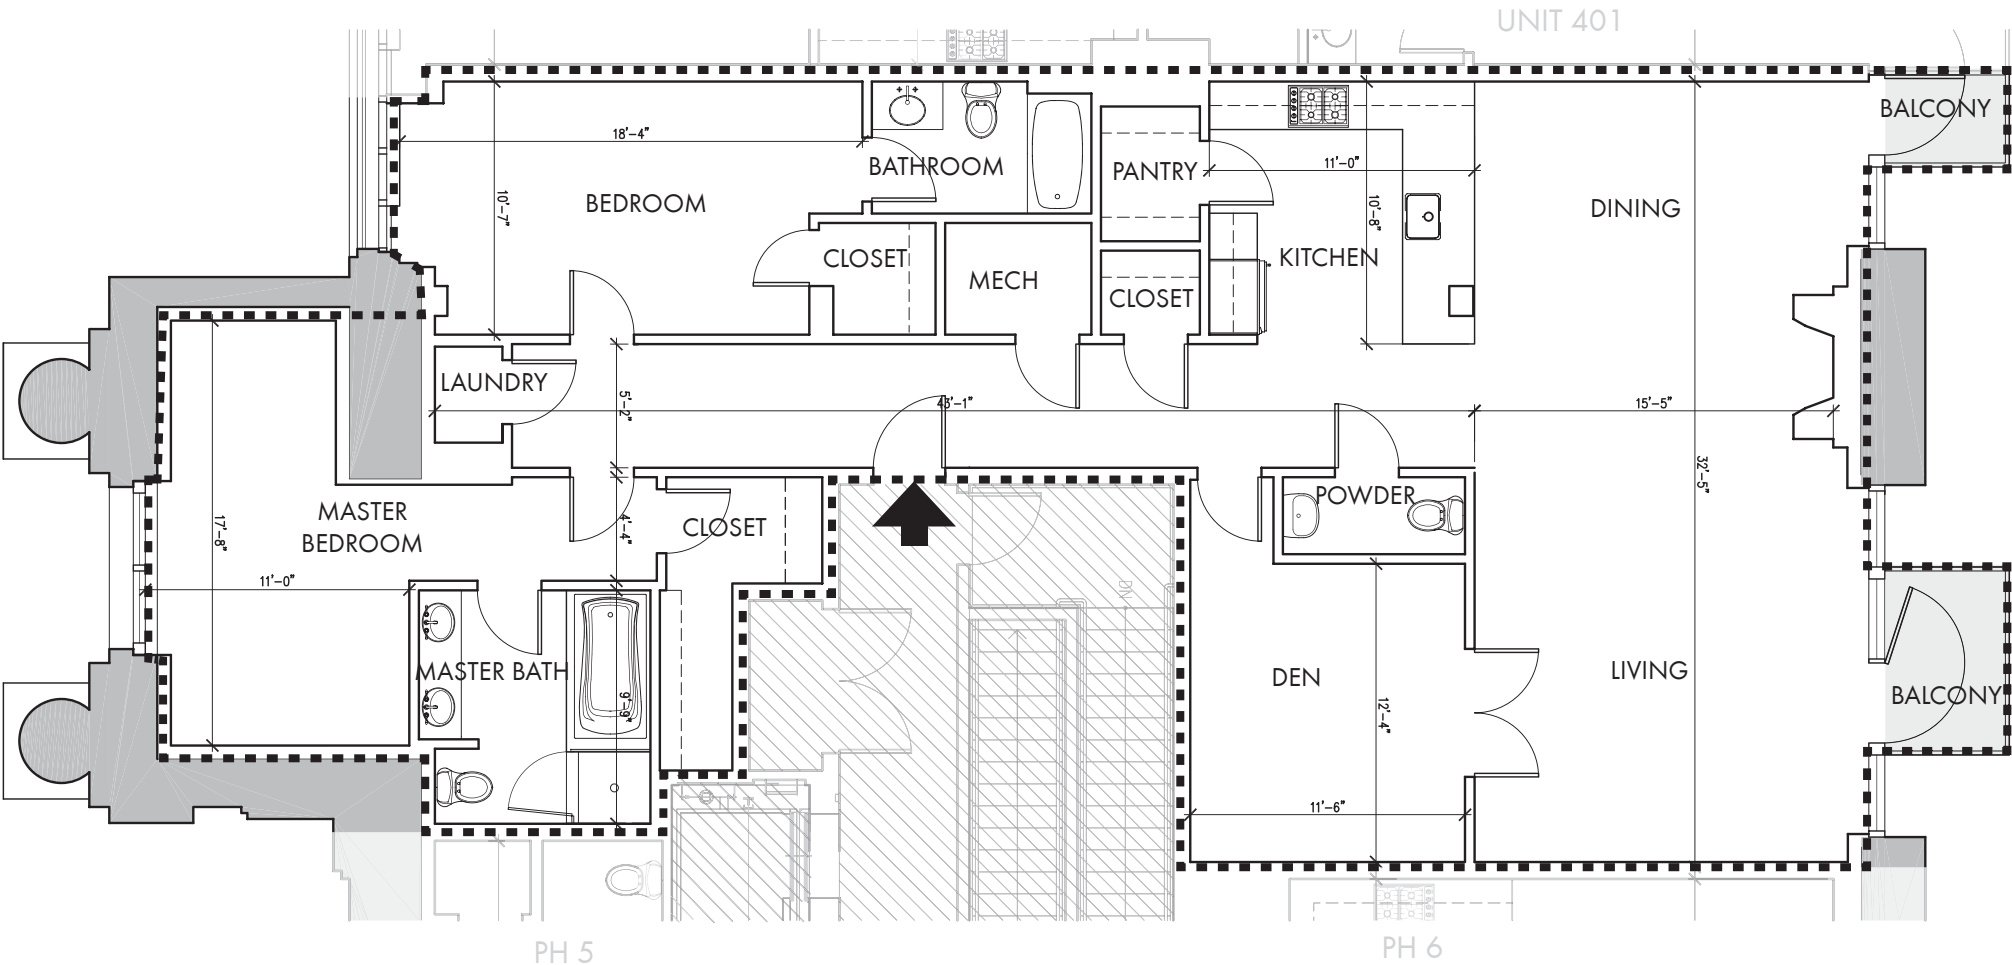 UNIT 401
BALCONY
18'-4"
BATHROOM
PANTRY
11'-0"
10'-7"
BEDROOM
10'-8"
DINING
CLOSET
MECH
CLOSET
KITCHEN
LAUNDRY
5'-2"
43'-1"
15'-5"
32'-5"
MASTER
BEDROOM
17'-8"
11'-0"
4'-4"
CLOSET
POWDER
DN
MASTER BATH
9'-9"
DEN
12'-4"
LIVING
BALCONY
11'-6"
PH 5
PH 6